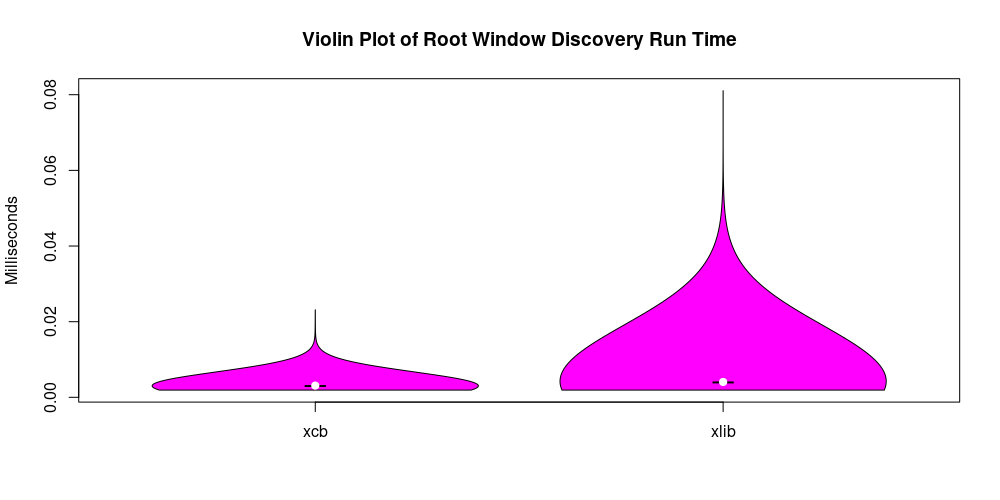 Violin Plot of Root Window Discovery Run Time
Milliseconds
0.08
0.06
0.04
0.02
0.00
xcb
xlib